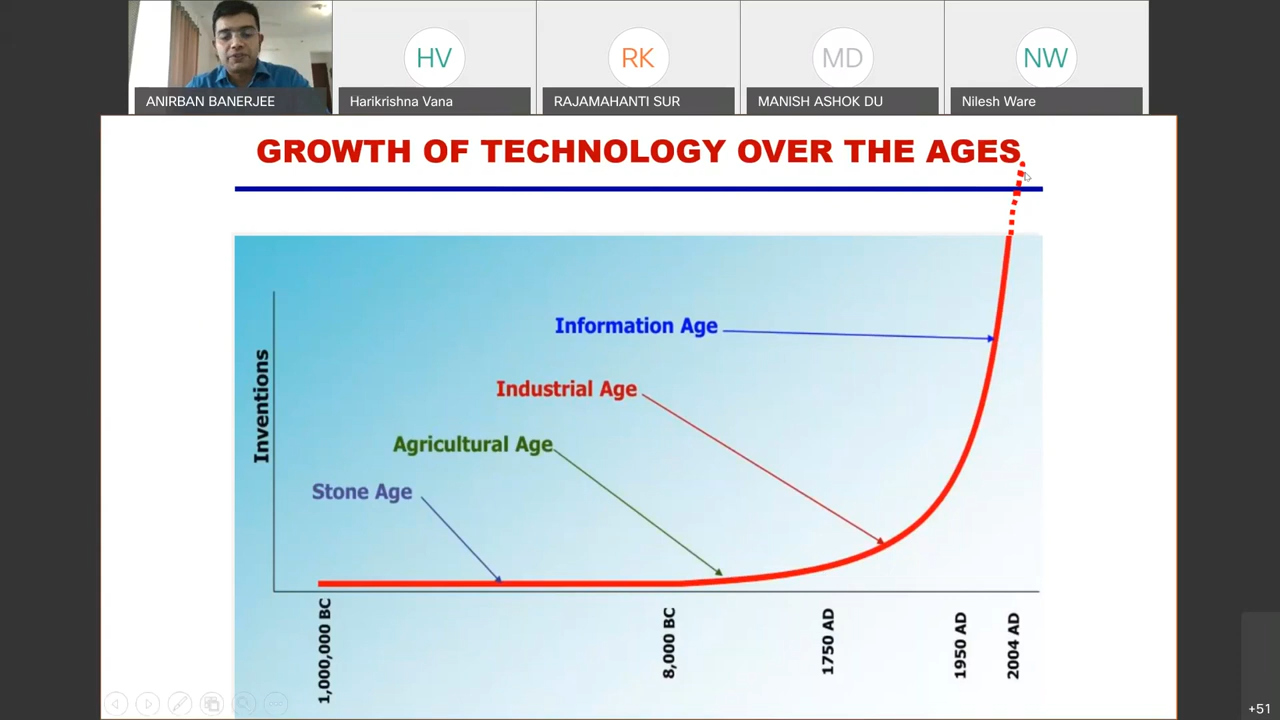 HV
RK
MD
NW
ANIRBAN BANERJEE
Harikrishna Vana
RAJAMAHANTI SUR
MANISH ASHOK DU
Nilesh Ware
GROWTH OF TECHNOLOGY OVER THE AGES
Inventions
Information Age
Industrial Age
Agricultural Age
Stone Age
1,000,000 BC
8,000 BC
1750 AD
1950 AD
2004 AD
+51